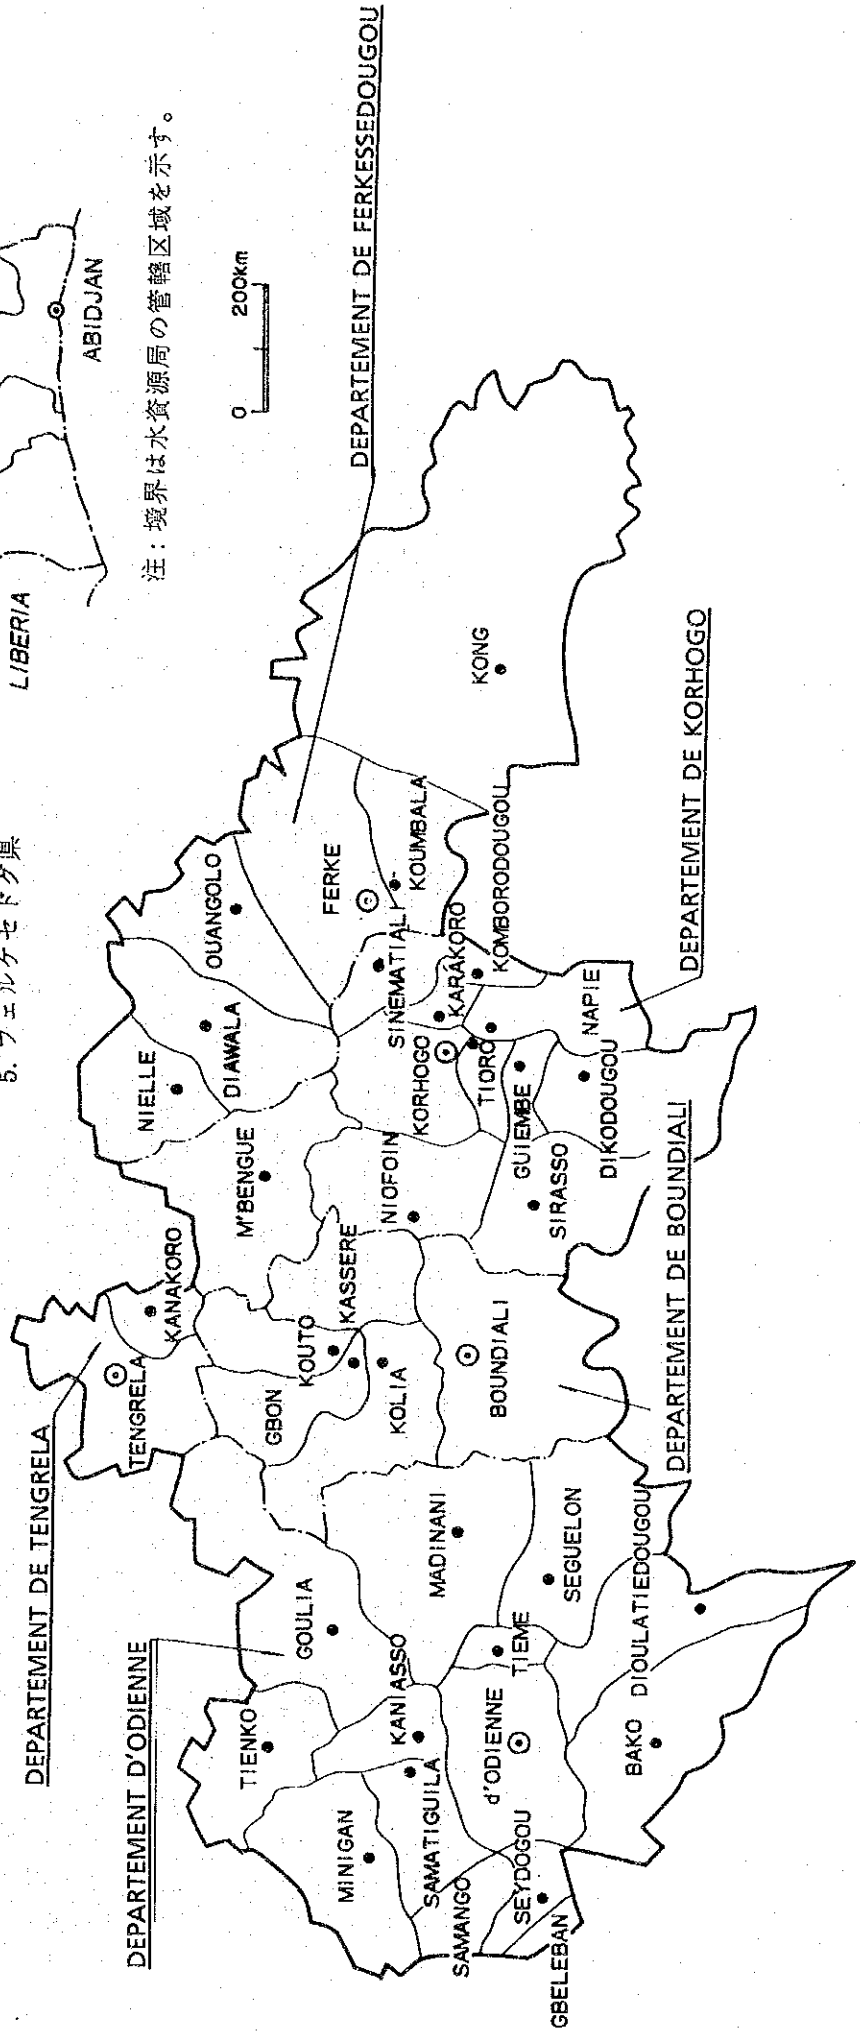 5. フェルケセドグ県
LIBERIA
ABIDJAN
注：境界は水資源局の管轄区域を示す。
0 200km
DEPARTEMENT DE FERKESSEDOUGOU
DEPARTEMENT DE TENGRELA
DEPARTEMENT D'ODIENNE
TENGRELA
KANAKORO
NIELLE
DIAWALA
OUANGOLO
M'BENGUE
FERKE
KOUMBALA
KONG
TIENKO
GOULIA
GBON
KOUTO
KASSERE
NIOFOIN
KORHOGO
SINEMATIALI
KARAKORO
KOMBORODOUGOU
MINIGAN
KANIASSO
SAMATIGUILA
MADINANI
KOLIA
BOUNDIALI
TIORO
GUIEMBE
SIRASSO
DIKODOUGOU
NAPIE
SAMANGO
SEYDOGOU
GBELEBAN
d'ODIENNE
TIEME
SEGUELON
BAKO
DIOULATIEDOUGOU
DEPARTEMENT DE BOUNDIALI
DEPARTEMENT DE KORHOGO